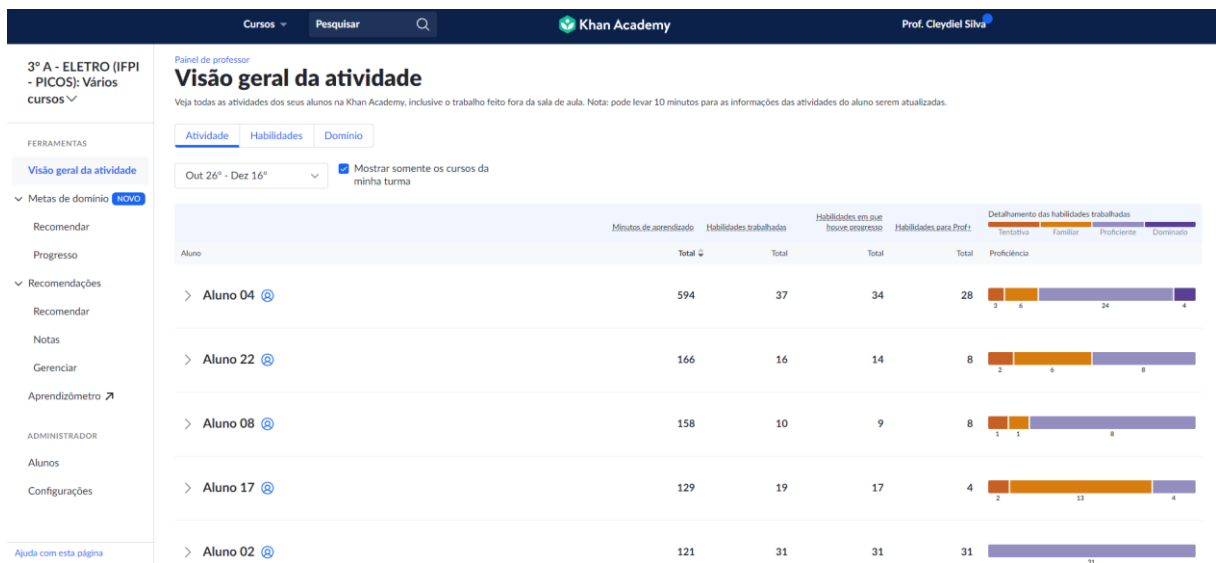 Cursos
Pesquisar
Khan Academy
Prof. Cleydiel Silva
3º A - ELETRO (IFPI
- PICOS): Vários
cursos
FERRAMENTAS
Visão geral da atividade
Metas de domínio NOVO
Recomendar
Progresso
Recomendações
Recomendar
Notas
Gerenciar
Aprendizômetro
ADMINISTRADOR
Alunos
Configurações
Ajuda com esta página
Painel de professor
Visão geral da atividade
Veja todas as atividades dos seus alunos na Khan Academy, inclusive o trabalho feito fora da sala de aula. Nota: pode levar 10 minutos para as informações das atividades do aluno serem atualizadas.
Atividade Habilidades Domínio
Out 26º - Dez 16º
Mostrar somente os cursos da
minha turma
Minutos de aprendizado
Habilidades trabalhadas
Habilidades em que
houve progresso
Habilidades para Prof↑
Detalhamento das habilidades trabalhadas
Tentativa Familiar Proficiente Dominado
Aluno Total Total Total Total Proficiência
Aluno 04 594 37 34 28
3 6 24 4
Aluno 22 166 16 14 8
2 6 8
Aluno 08 158 10 9 8
1 1 8
Aluno 17 129 19 17 4
2 13 4
Aluno 02 121 31 31 31
31